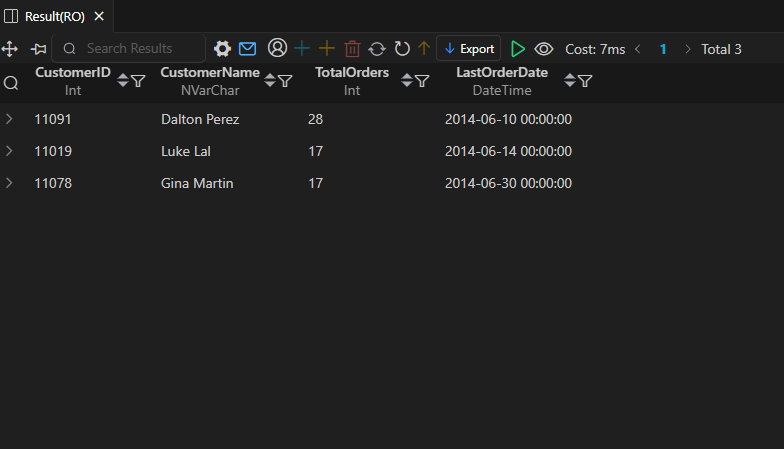 Result(RO)
Search Results Export Cost: 7ms 1 Total 3
CustomerID CustomerName TotalOrders LastOrderDate
Int NVarChar Int DateTime
11091 Dalton Perez 28 2014-06-10 00:00:00
11019 Luke Lal 17 2014-06-14 00:00:00
11078 Gina Martin 17 2014-06-30 00:00:00